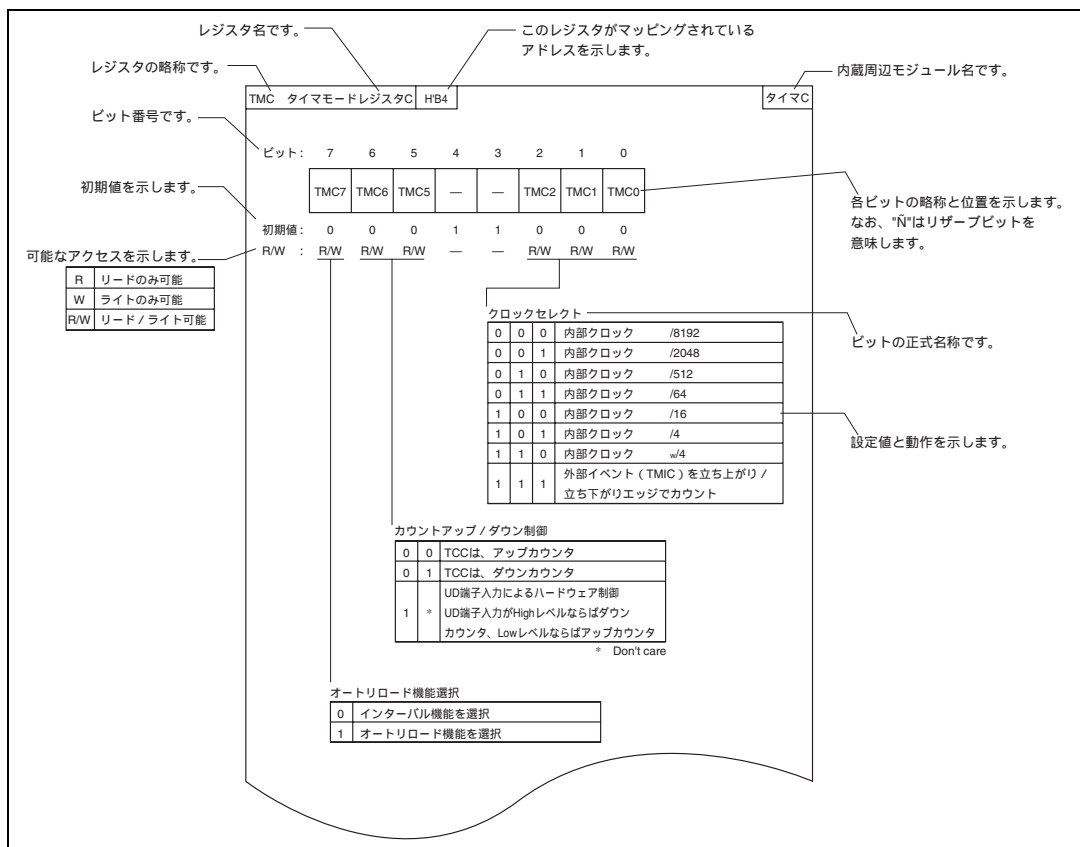 レジスタ名です。
このレジスタがマッピングされている
アドレスを示します。
レジスタの略称です。
内蔵周辺モジュール名です。
TMC タイマモードレジスタC H'B4 タイマC
ビット番号です。
ビット: 7 6 5 4 3 2 1 0
初期値を示します。
TMC7 TMC6 TMC5 — — TMC2 TMC1 TMC0
各ビットの略称と位置を示します。
なお、"Ñ"はリザーブビットを
意味します。
初期値: 0 0 0 1 1 0 0 0
R/W : R/W R/W R/W — — R/W R/W R/W
可能なアクセスを示します。
R リードのみ可能
W ライトのみ可能
R/W リード/ライト可能
クロックセレクト
ビットの正式名称です。
0 0 0 内部クロック /8192
0 0 1 内部クロック /2048
0 1 0 内部クロック /512
0 1 1 内部クロック /64
1 0 0 内部クロック /16
1 0 1 内部クロック /4
1 1 0 内部クロック w/4
1 1 1 外部イベント(TMIC)を立ち上がり/
立ち下がりエッジでカウント
設定値と動作を示します。
カウントアップ/ダウン制御
0 0 TCCは、アップカウンタ
0 1 TCCは、ダウンカウンタ
1 * UD端子入力によるハードウェア制御
UD端子入力がHighレベルならばダウン
カウンタ、Lowレベルならばアップカウンタ
* Don't care
オートリロード機能選択
0 インターバル機能を選択
1 オートリロード機能を選択